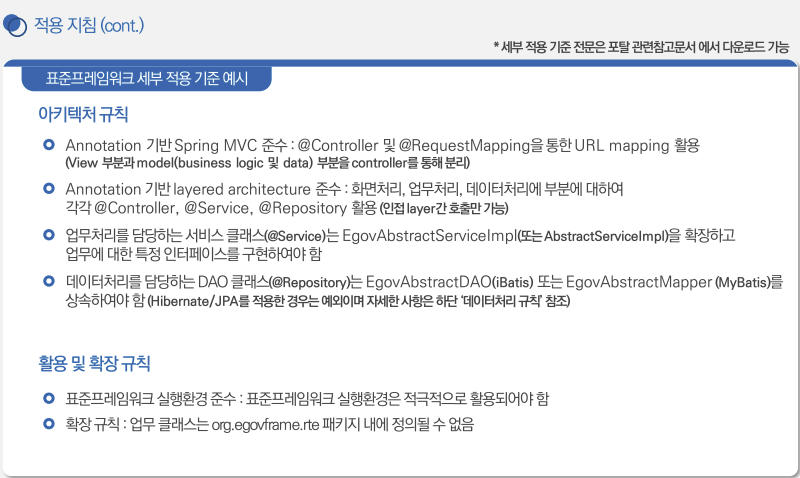 적용 지침 (cont.)
* 세부 적용 기준 전문은 포탈 관련참고문서 에서 다운로드 가능
표준프레임워크 세부 적용 기준 예시
아키텍처 규칙
Annotation 기반 Spring MVC 준수 : @Controller 및 @RequestMapping을 통한 URL mapping 활용
(View 부분과 model(business logic 및 data) 부분을 controller를 통해 분리)
Annotation 기반 layered architecture 준수 : 화면처리, 업무처리, 데이터처리에 부분에 대하여
각각 @Controller, @Service, @Repository 활용 (인접 layer간 호출만 가능)
업무처리를 담당하는 서비스 클래스(@Service)는 EgovAbstractServiceImpl(또는 AbstractServiceImpl)을 확장하고
업무에 대한 특정 인터페이스를 구현하여야 함
데이터처리를 담당하는 DAO 클래스(@Repository)는 EgovAbstractDAO(iBatis) 또는 EgovAbstractMapper (MyBatis)를
상속하여야 함 (Hibernate/JPA를 적용한 경우는 예외이며 자세한 사항은 하단 '데이터처리 규칙' 참조)
활용 및 확장 규칙
표준프레임워크 실행환경 준수 : 표준프레임워크 실행환경은 적극적으로 활용되어야 함
확장 규칙 : 업무 클래스는 org.egovframe.rte 패키지 내에 정의될 수 없음